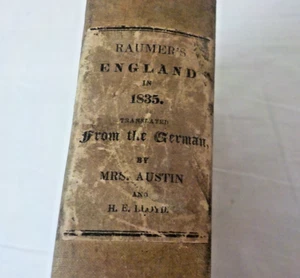 RAUMER'S
ENGLAND
IN
1835.
TRANSLATED
From the German,
BY
MRS. AUSTIN
AND
H. E. LLOYD.